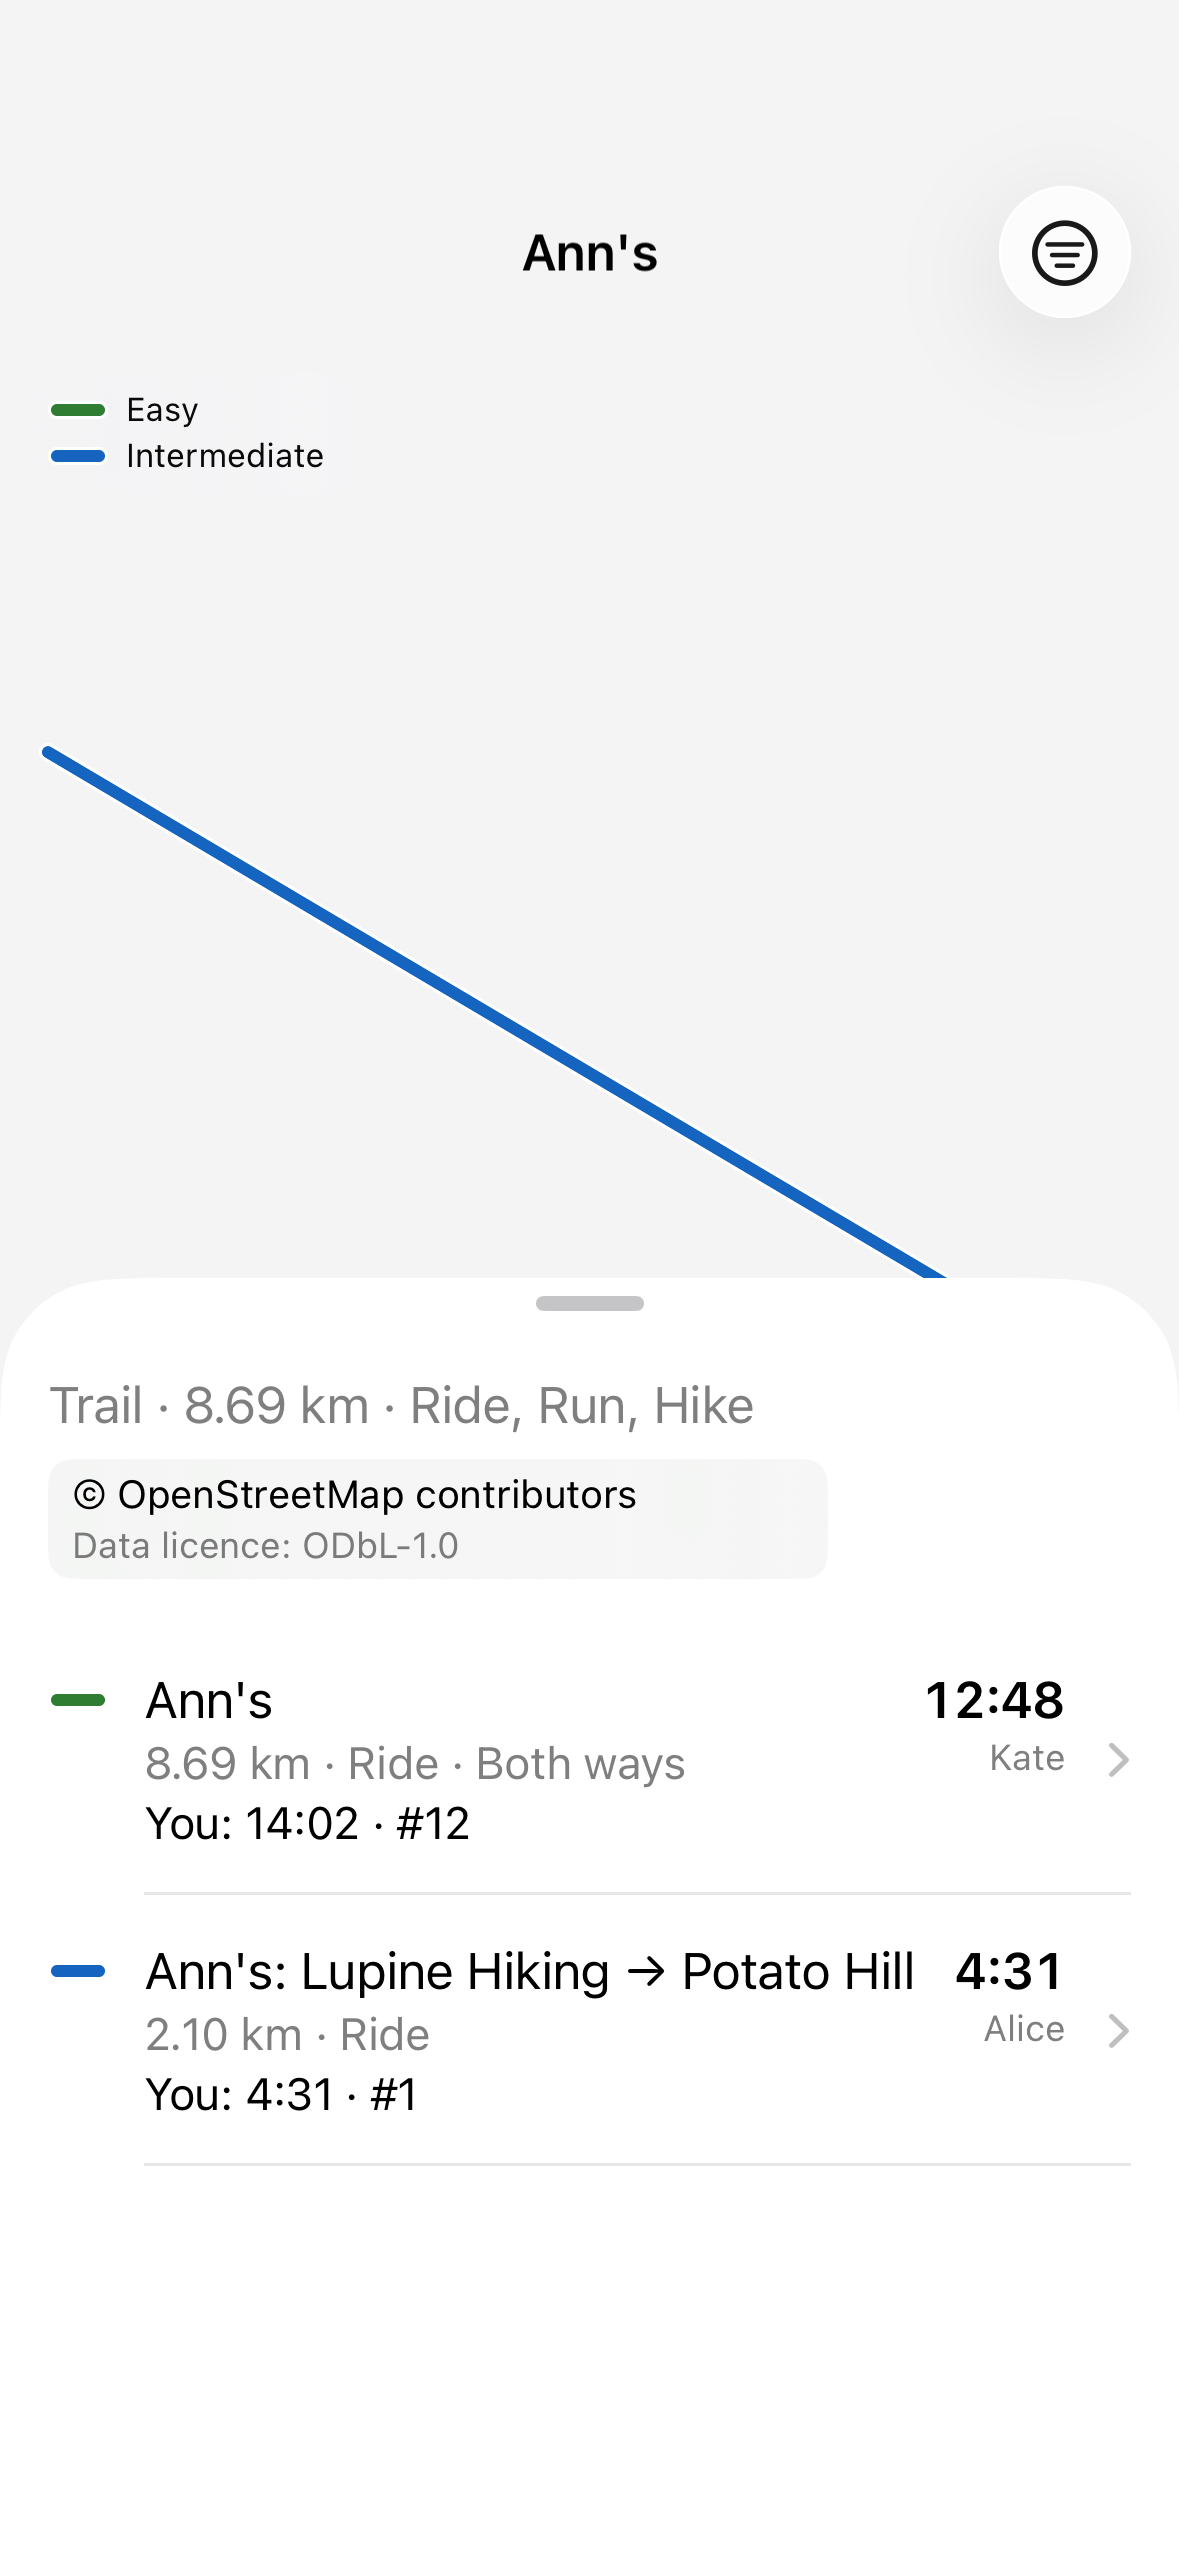 Ann's
Easy
Intermediate
Trail · 8.69 km · Ride, Run, Hike
© OpenStreetMap contributors
Data licence: ODbL-1.0
Ann's 12:48
8.69 km · Ride · Both ways Kate
You: 14:02 · #12
Ann's: Lupine Hiking → Potato Hill 4:31
2.10 km · Ride Alice
You: 4:31 · #1